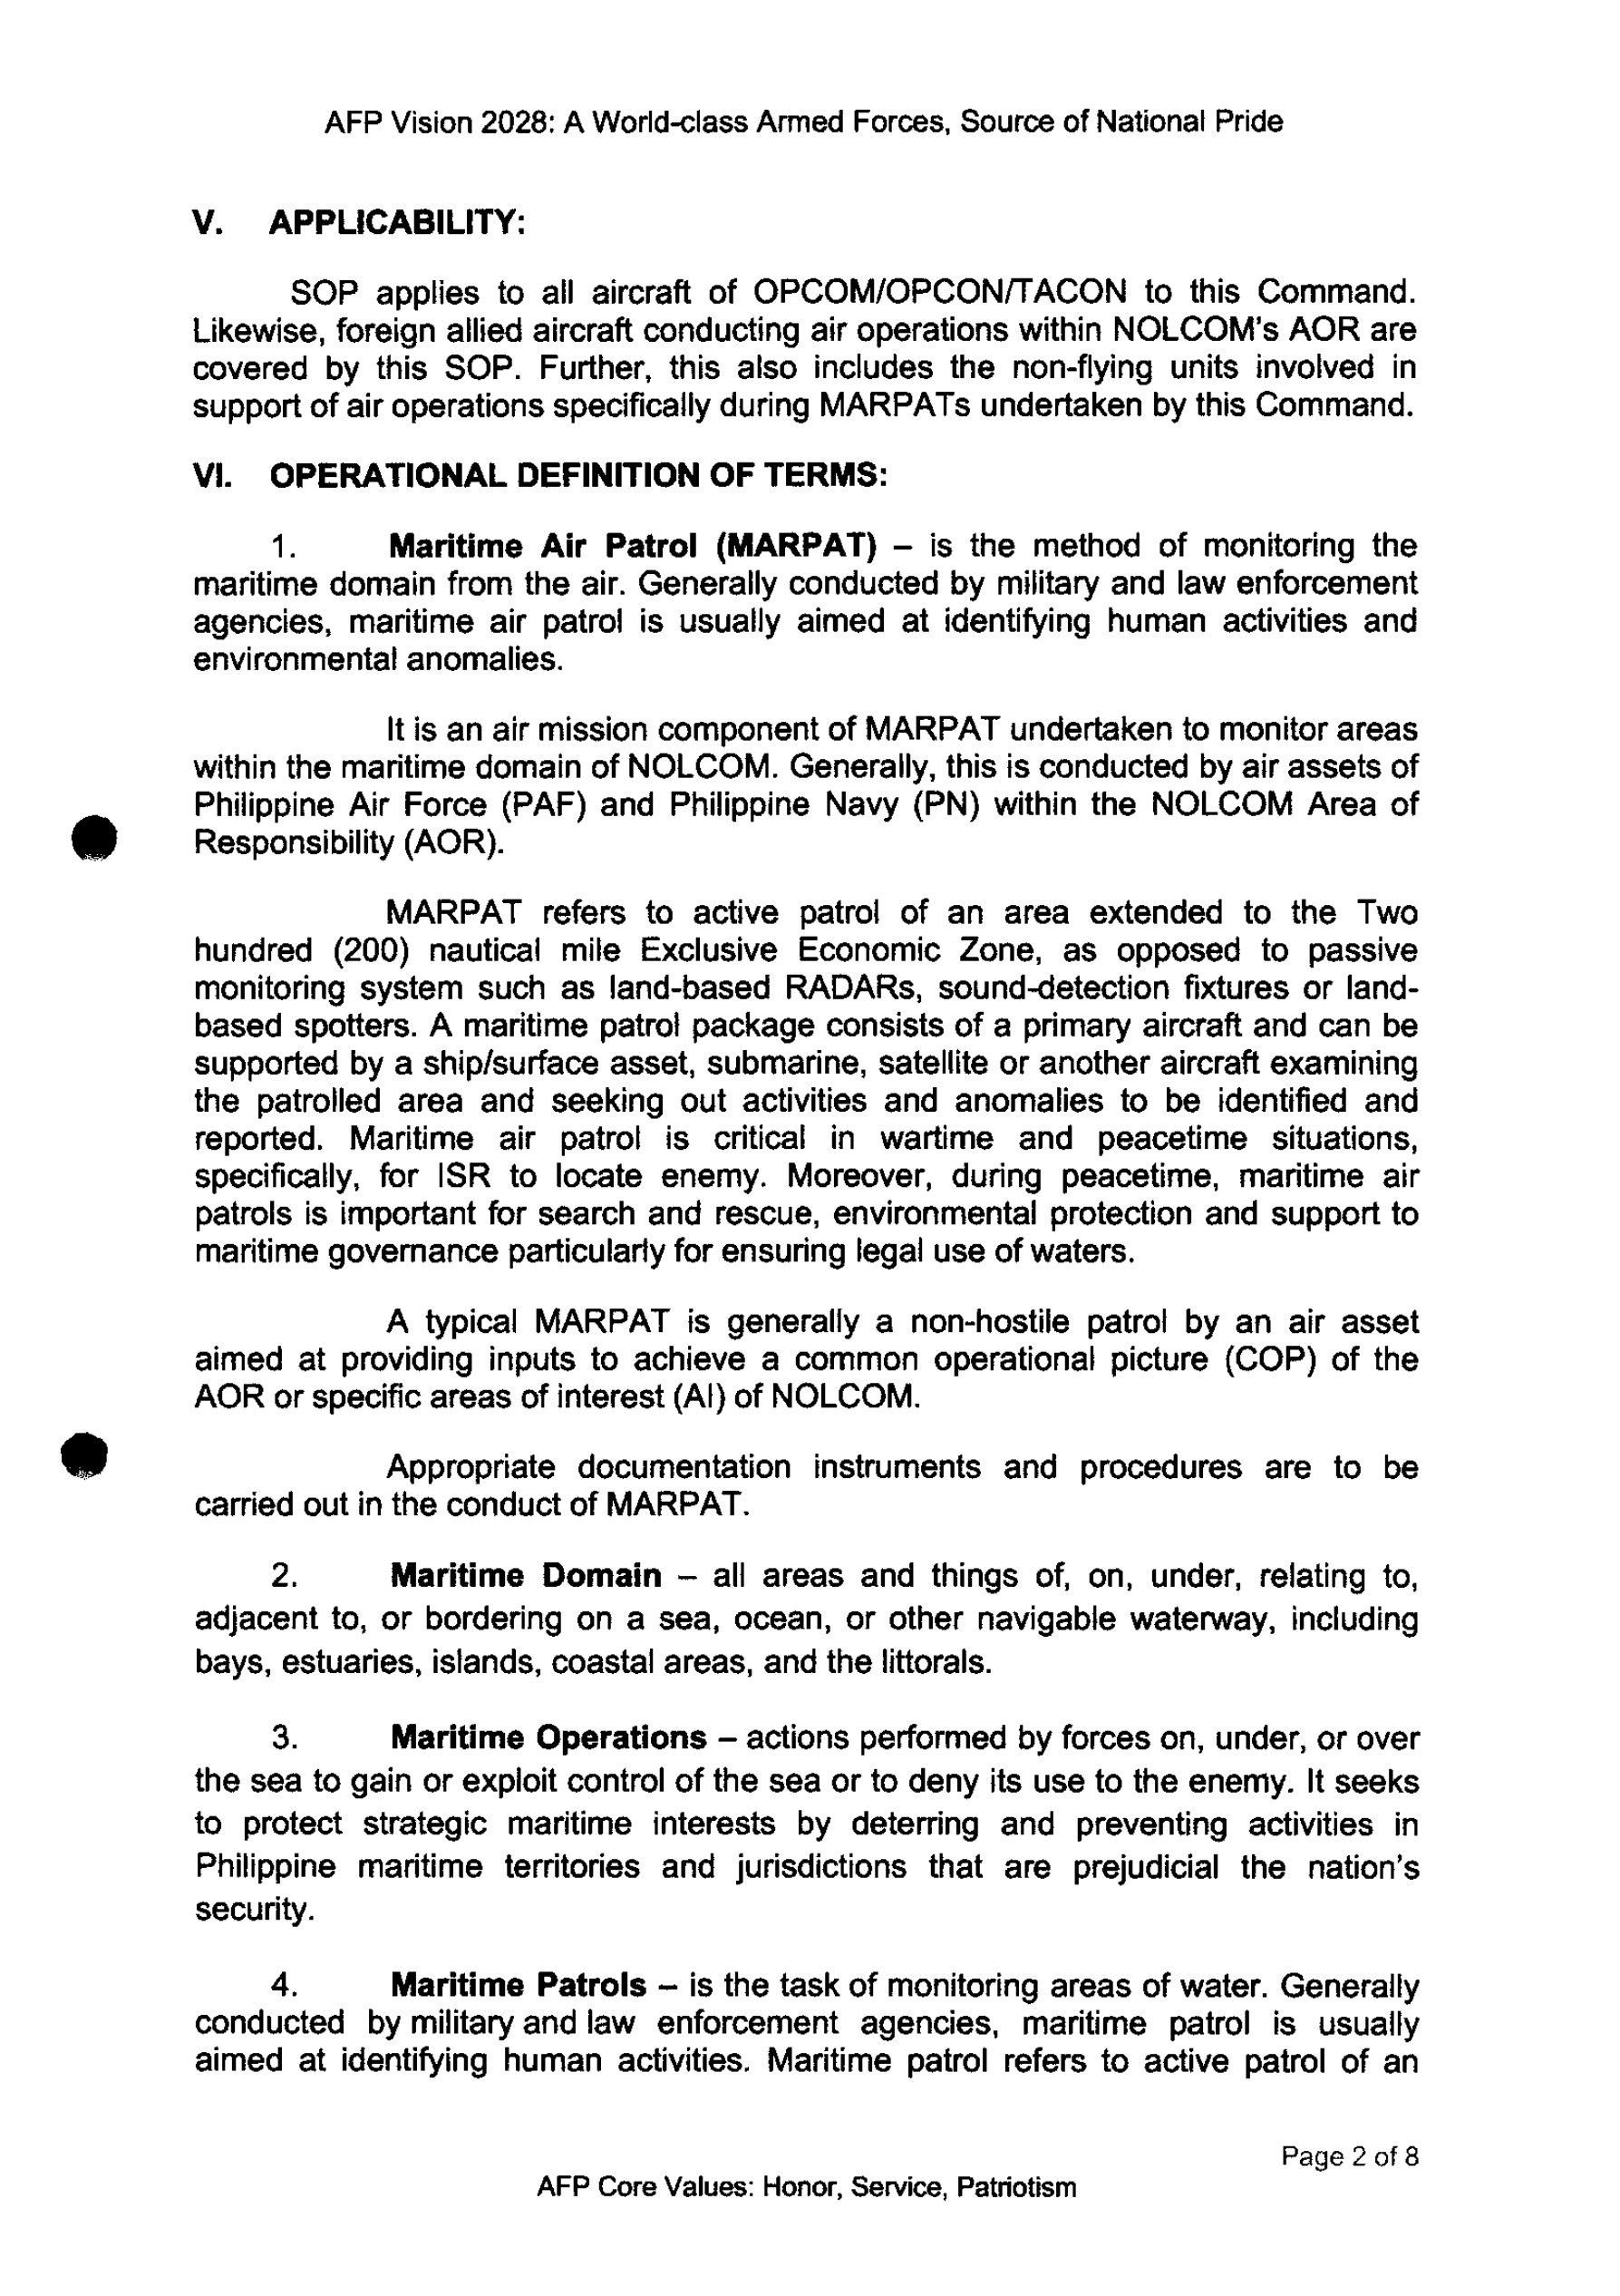 AFP Vision 2028: A World-class Armed Forces, Source of National Pride
V. APPLICABILITY:
SOP applies to all aircraft of OPCOM/OPCON/TACON to this Command.
Likewise, foreign allied aircraft conducting air operations within NOLCOM's AOR are
covered by this SOP. Further, this also includes the non-flying units involved in
support of air operations specifically during MARPATs undertaken by this Command.
VI. OPERATIONAL DEFINITION OF TERMS:
1. Maritime Air Patrol (MARPAT) – is the method of monitoring the
maritime domain from the air. Generally conducted by military and law enforcement
agencies, maritime air patrol is usually aimed at identifying human activities and
environmental anomalies.
It is an air mission component of MARPAT undertaken to monitor areas
within the maritime domain of NOLCOM. Generally, this is conducted by air assets of
Philippine Air Force (PAF) and Philippine Navy (PN) within the NOLCOM Area of
Responsibility (AOR).
MARPAT refers to active patrol of an area extended to the Two
hundred (200) nautical mile Exclusive Economic Zone, as opposed to passive
monitoring system such as land-based RADARs, sound-detection fixtures or land-
based spotters. A maritime patrol package consists of a primary aircraft and can be
supported by a ship/surface asset, submarine, satellite or another aircraft examining
the patrolled area and seeking out activities and anomalies to be identified and
reported. Maritime air patrol is critical in wartime and peacetime situations,
specifically, for ISR to locate enemy. Moreover, during peacetime, maritime air
patrols is important for search and rescue, environmental protection and support to
maritime governance particularly for ensuring legal use of waters.
A typical MARPAT is generally a non-hostile patrol by an air asset
aimed at providing inputs to achieve a common operational picture (COP) of the
AOR or specific areas of interest (AI) of NOLCOM.
Appropriate documentation instruments and procedures are to be
carried out in the conduct of MARPAT.
2. Maritime Domain – all areas and things of, on, under, relating to,
adjacent to, or bordering on a sea, ocean, or other navigable waterway, including
bays, estuaries, islands, coastal areas, and the littorals.
3. Maritime Operations – actions performed by forces on, under, or over
the sea to gain or exploit control of the sea or to deny its use to the enemy. It seeks
to protect strategic maritime interests by deterring and preventing activities in
Philippine maritime territories and jurisdictions that are prejudicial the nation's
security.
4. Maritime Patrols – is the task of monitoring areas of water. Generally
conducted by military and law enforcement agencies, maritime patrol is usually
aimed at identifying human activities. Maritime patrol refers to active patrol of an
Page 2 of 8
AFP Core Values: Honor, Service, Patriotism